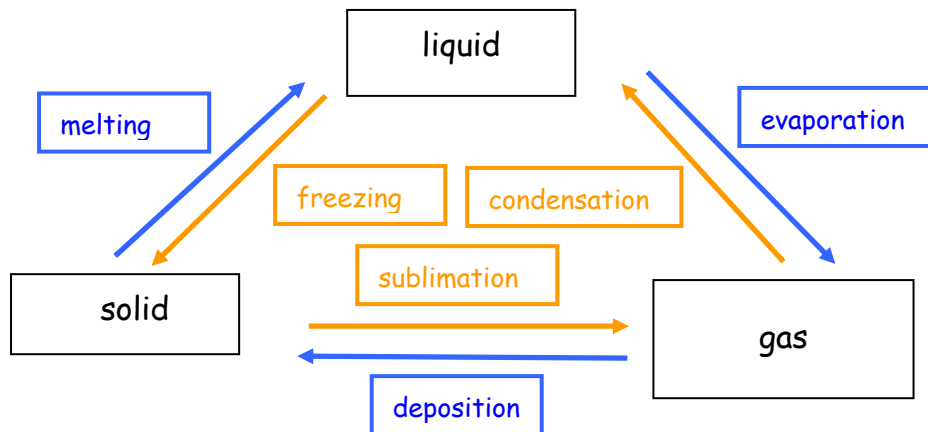 liquid
melting
evaporation
freezing
condensation
sublimation
solid
gas
deposition